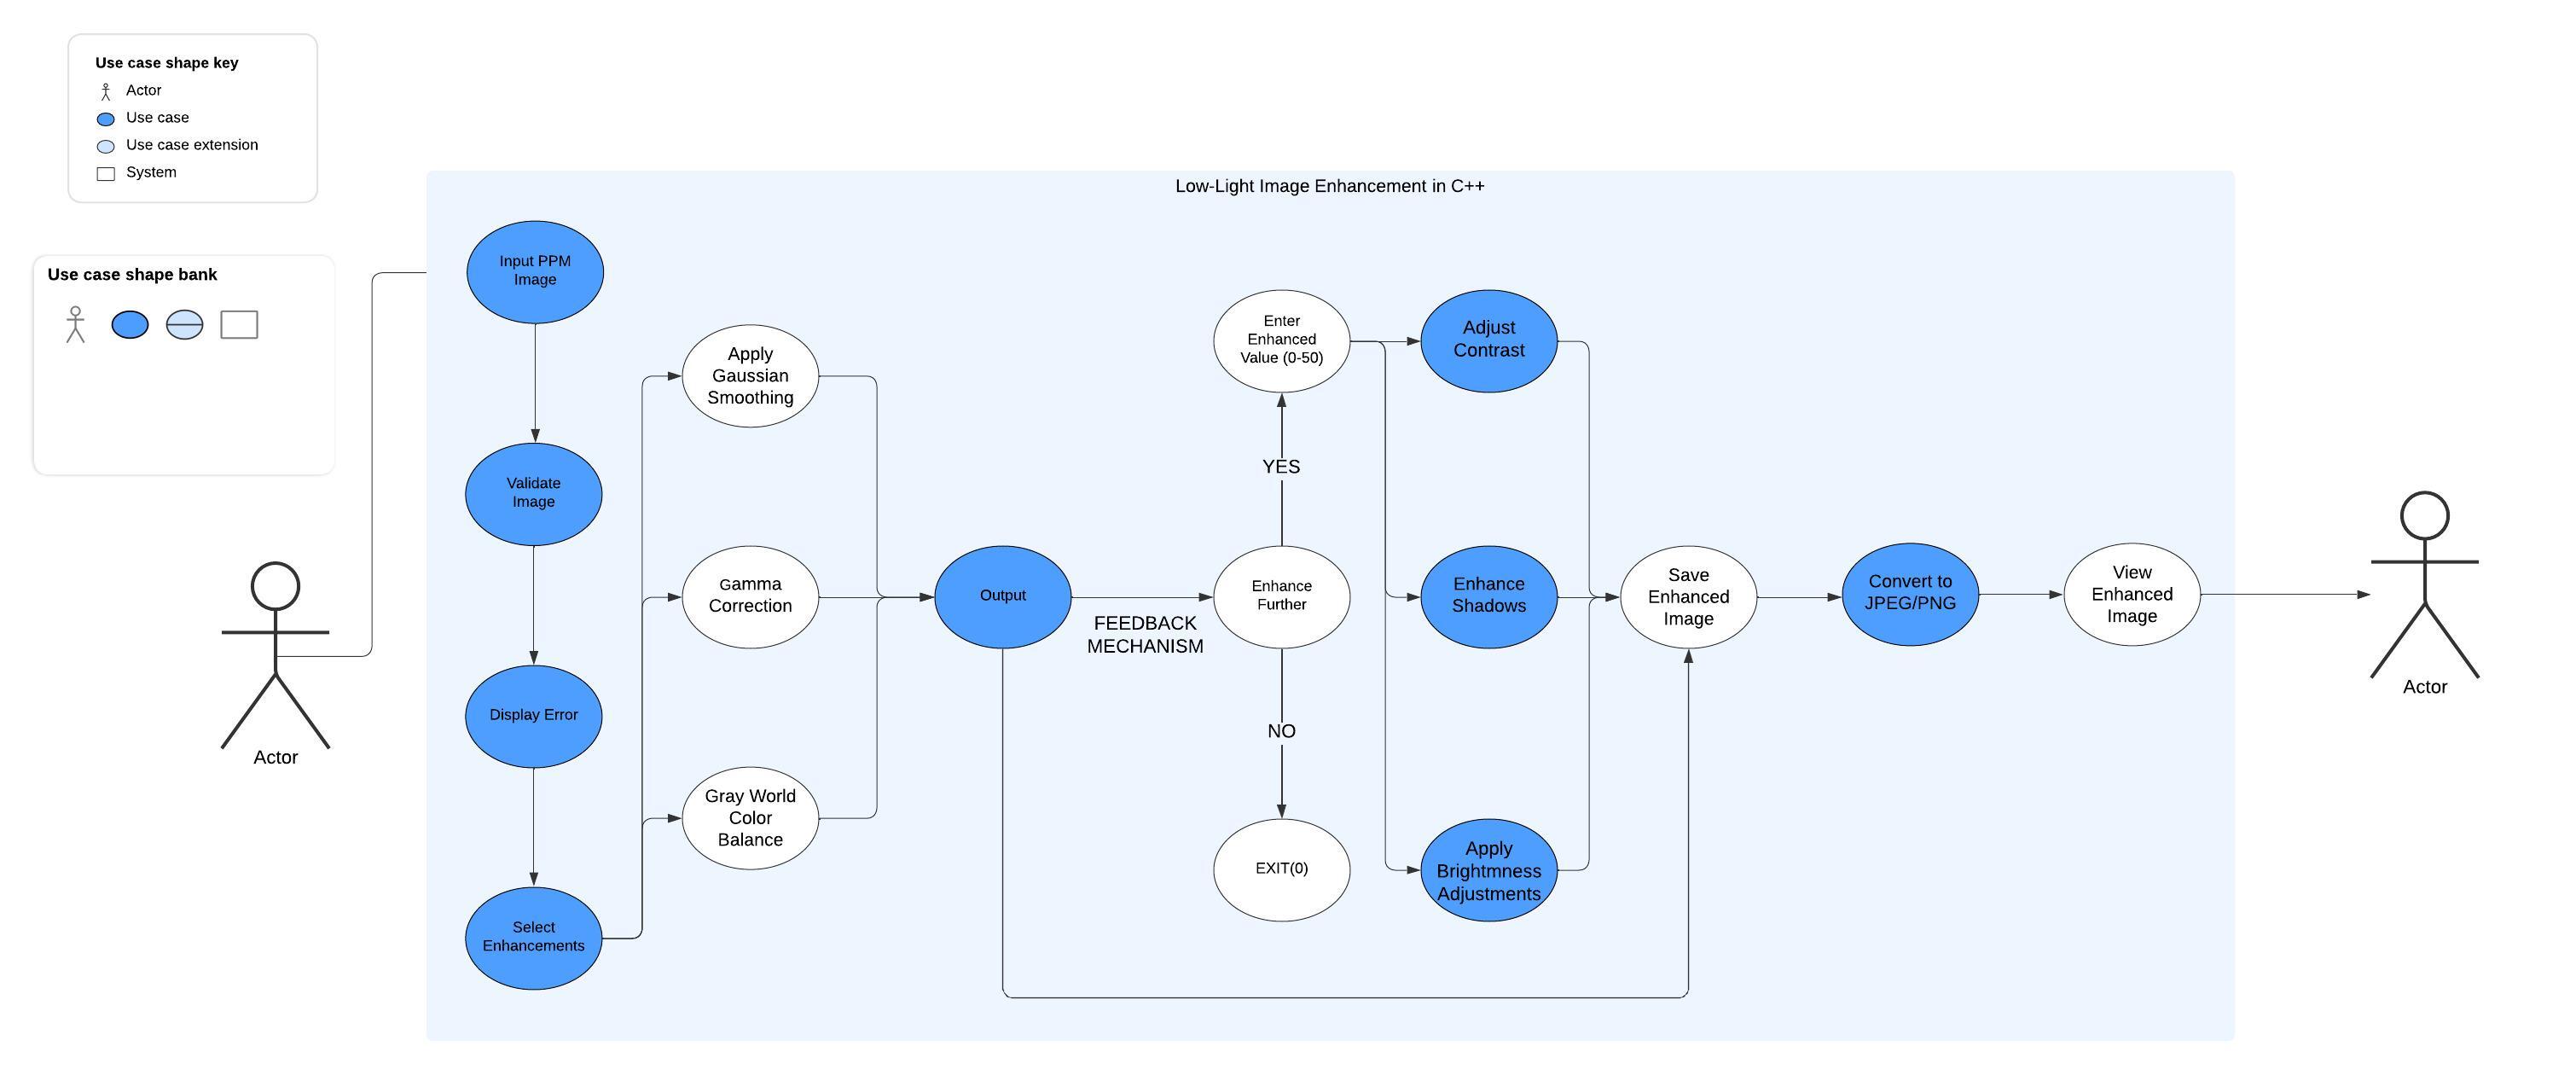 Use case shape key
Actor
Use case
Use case extension
System
Use case shape bank
Actor
Low-Light Image Enhancement in C++
Input PPM
Image
Validate
Image
Display Error
Select
Enhancements
Apply
Gaussian
Smoothing
Gamma
Correction
Gray World
Color
Balance
Output
FEEDBACK
MECHANISM
Enter
Enhanced
Value (0-50)
YES
Enhance
Further
NO
EXIT(0)
Adjust
Contrast
Enhance
Shadows
Apply
Brightmness
Adjustments
Save
Enhanced
Image
Convert to
JPEG/PNG
View
Enhanced
Image
Actor